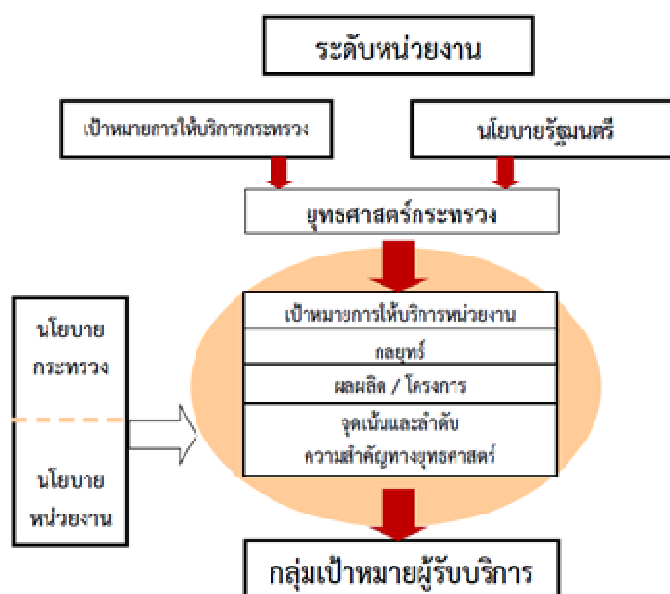 ระดับหน่วยงาน
เป้าหมายการให้บริการกระทรวง
นโยบายรัฐมนตรี
ยุทธศาสตร์กระทรวง
เป้าหมายการให้บริการหน่วยงาน
กลยุทธ์
ผลผลิต / โครงการ
จุดเน้นและลำดับ
ความสำคัญทางยุทธศาสตร์
นโยบาย
กระทรวง
นโยบาย
หน่วยงาน
กลุ่มเป้าหมายผู้รับบริการ